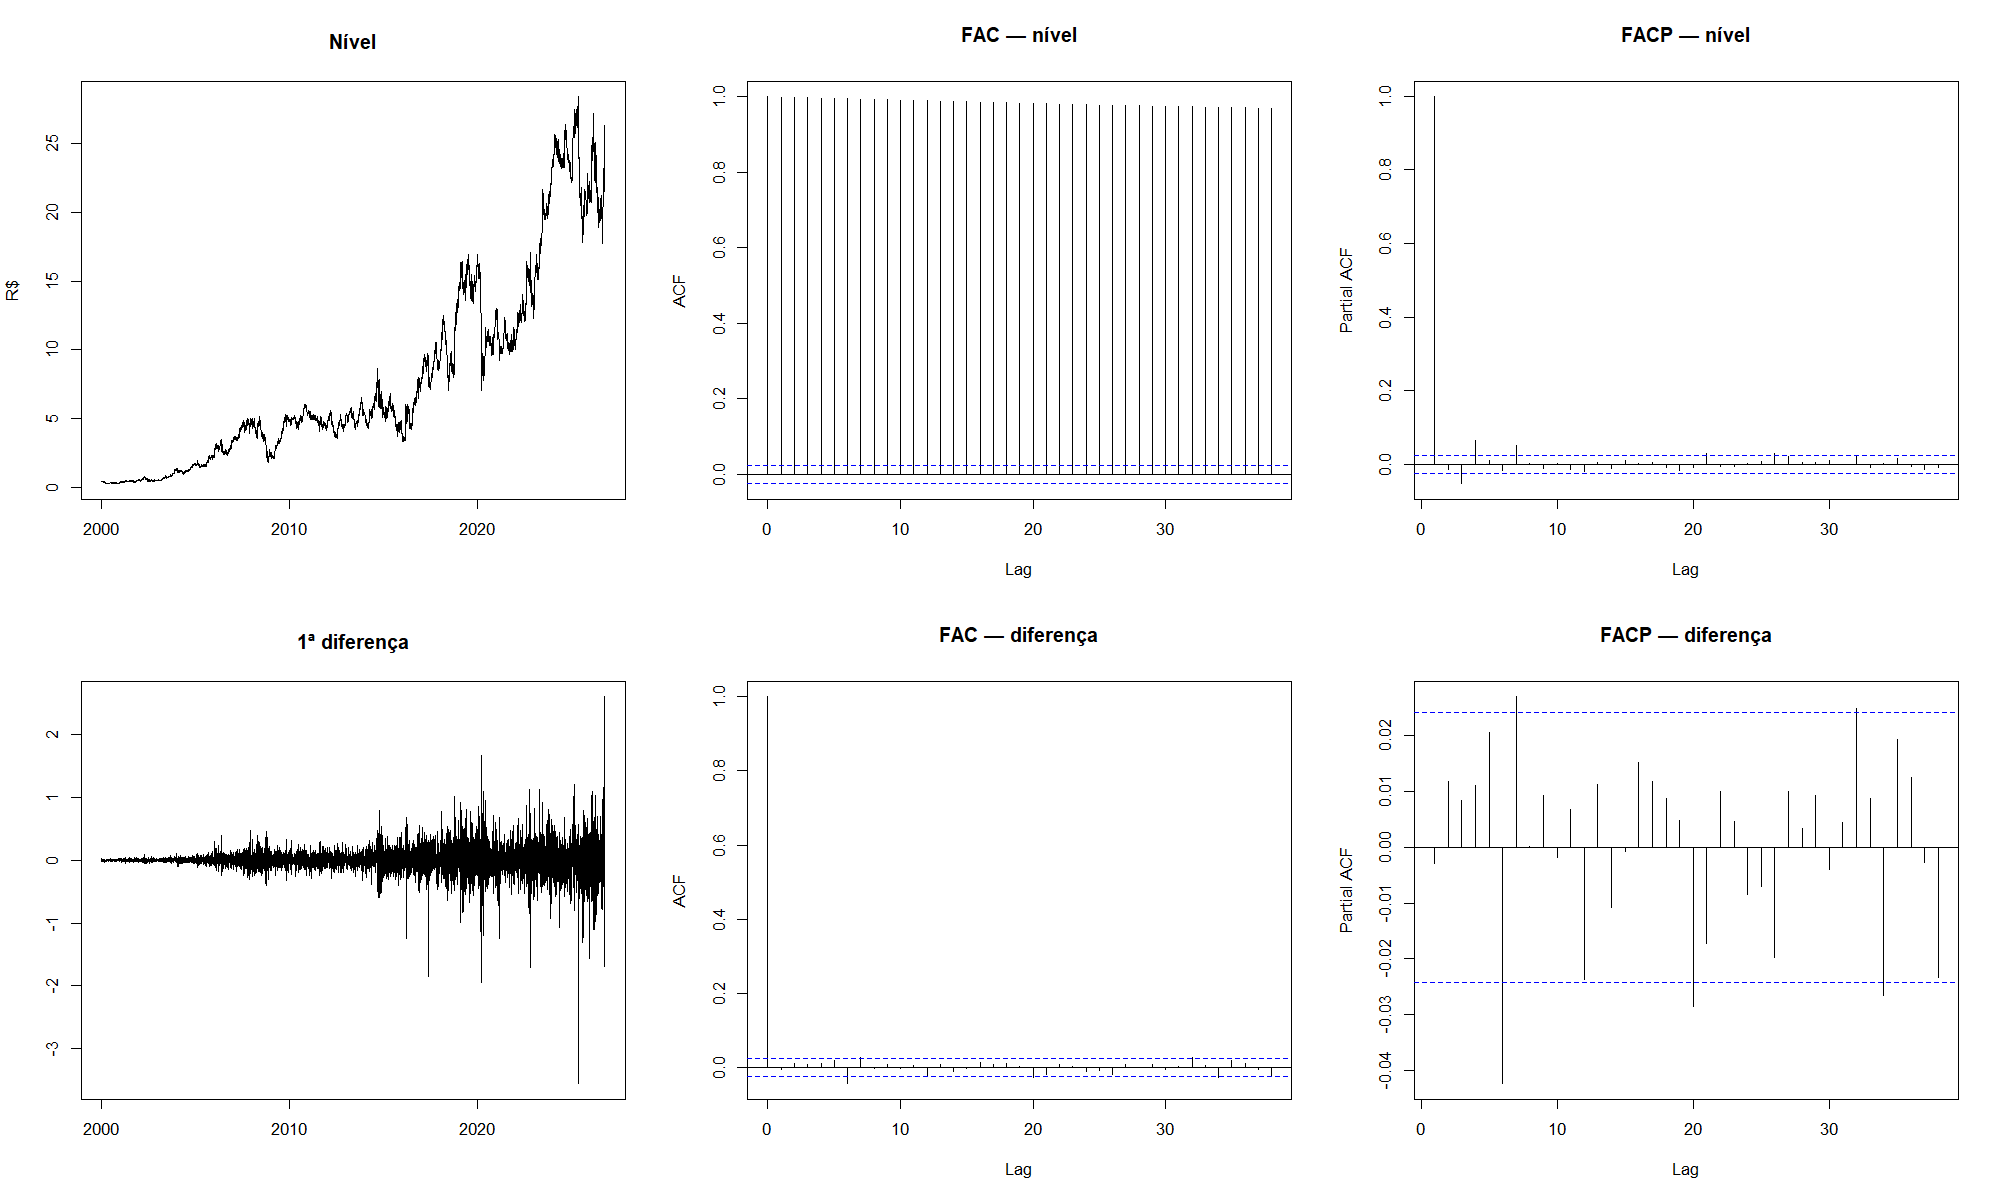 Nível
R$
0 5 10 15 20 25
2000 2010 2020
FAC — nível
ACF
0.0 0.2 0.4 0.6 0.8 1.0
0 10 20 30
Lag
FACP — nível
Partial ACF
0.0 0.2 0.4 0.6 0.8 1.0
0 10 20 30
Lag
1ª diferença
-3 -2 -1 0 1 2
2000 2010 2020
FAC — diferença
ACF
0.0 0.2 0.4 0.6 0.8 1.0
0 10 20 30
Lag
FACP — diferença
Partial ACF
-0.04 -0.03 -0.02 -0.01 0.00 0.01 0.02
0 10 20 30
Lag